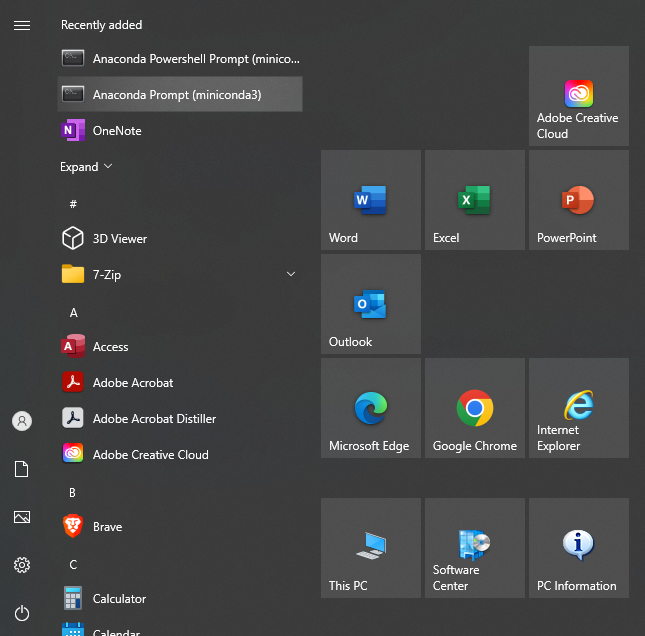 Recently added
Anaconda Powershell Prompt (minico...
Anaconda Prompt (miniconda3)
OneNote
Expand
#
3D Viewer
7-Zip
A
Access
Adobe Acrobat
Adobe Acrobat Distiller
Adobe Creative Cloud
B
Brave
C
Calculator
Calendar
Adobe Creative
Cloud
Word
Excel
PowerPoint
Outlook
Microsoft Edge
Google Chrome
Internet
Explorer
This PC
Software
Center
PC Information